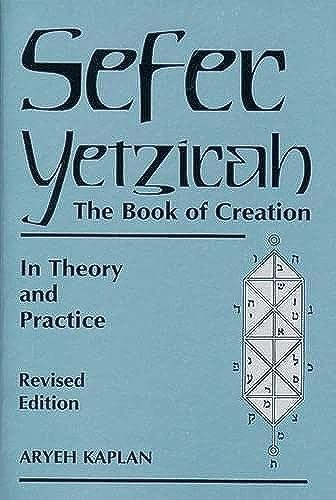 Sefer
Yetzirah
The Book of Creation
In Theory
and
Practice
Revised
Edition
ARYEH KAPLAN